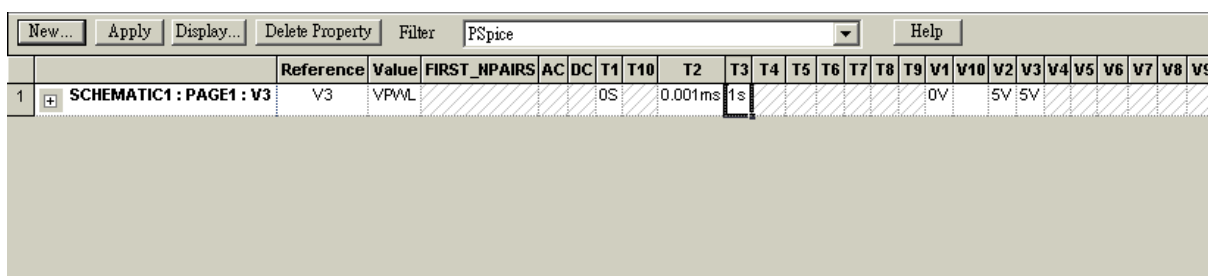 New... Apply Display... Delete Property Filter PSpice Help
Reference Value FIRST_NPAIRS AC DC T1 T10 T2 T3 T4 T5 T6 T7 T8 T9 V1 V10 V2 V3 V4 V5 V6 V7 V8 V9
1 SCHEMATIC1 : PAGE1 : V3 V3 VPWL 0S 0.001ms 1s 0V 5V 5V